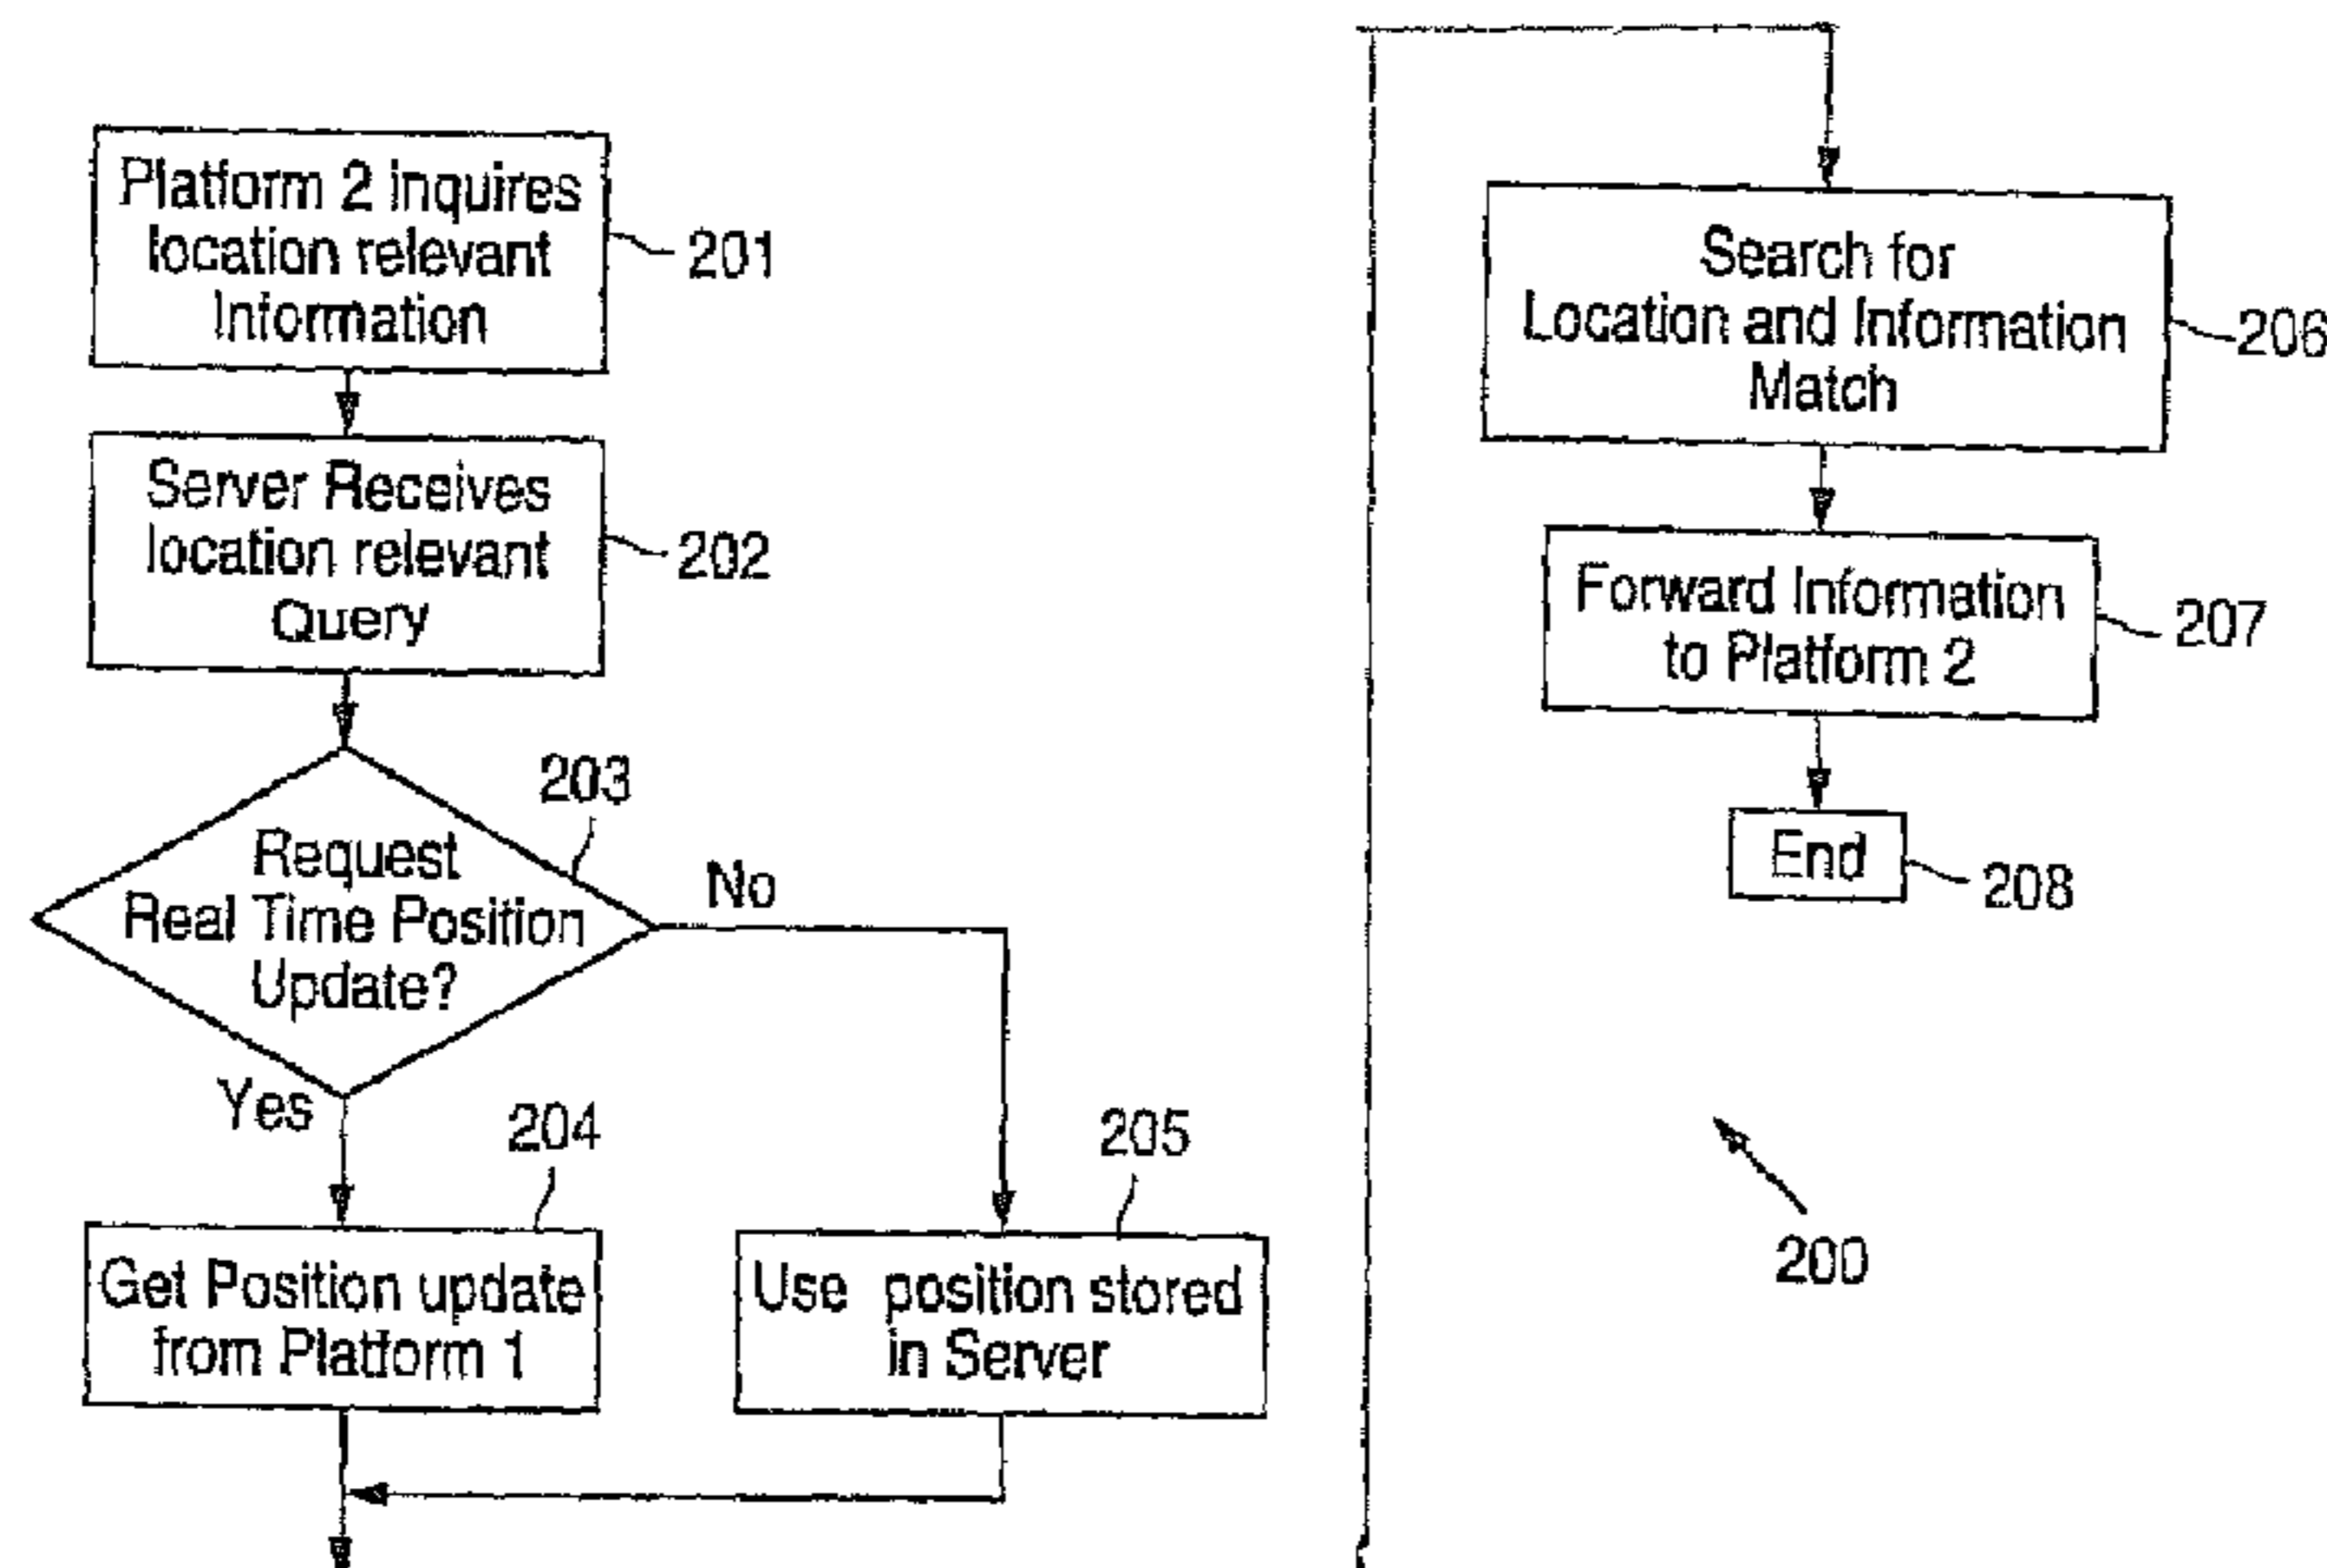 Platform 2 inquires
location relevant
Information
201
Server Receives
location relevant
Query
202
203
Request
Real Time Position
Update?
No
Yes
204
Get Position update
from Platform 1
205
Use position stored
in Server
Search for
Location and Information
Match
206
Forward Information
to Platform 2
207
End
208
200